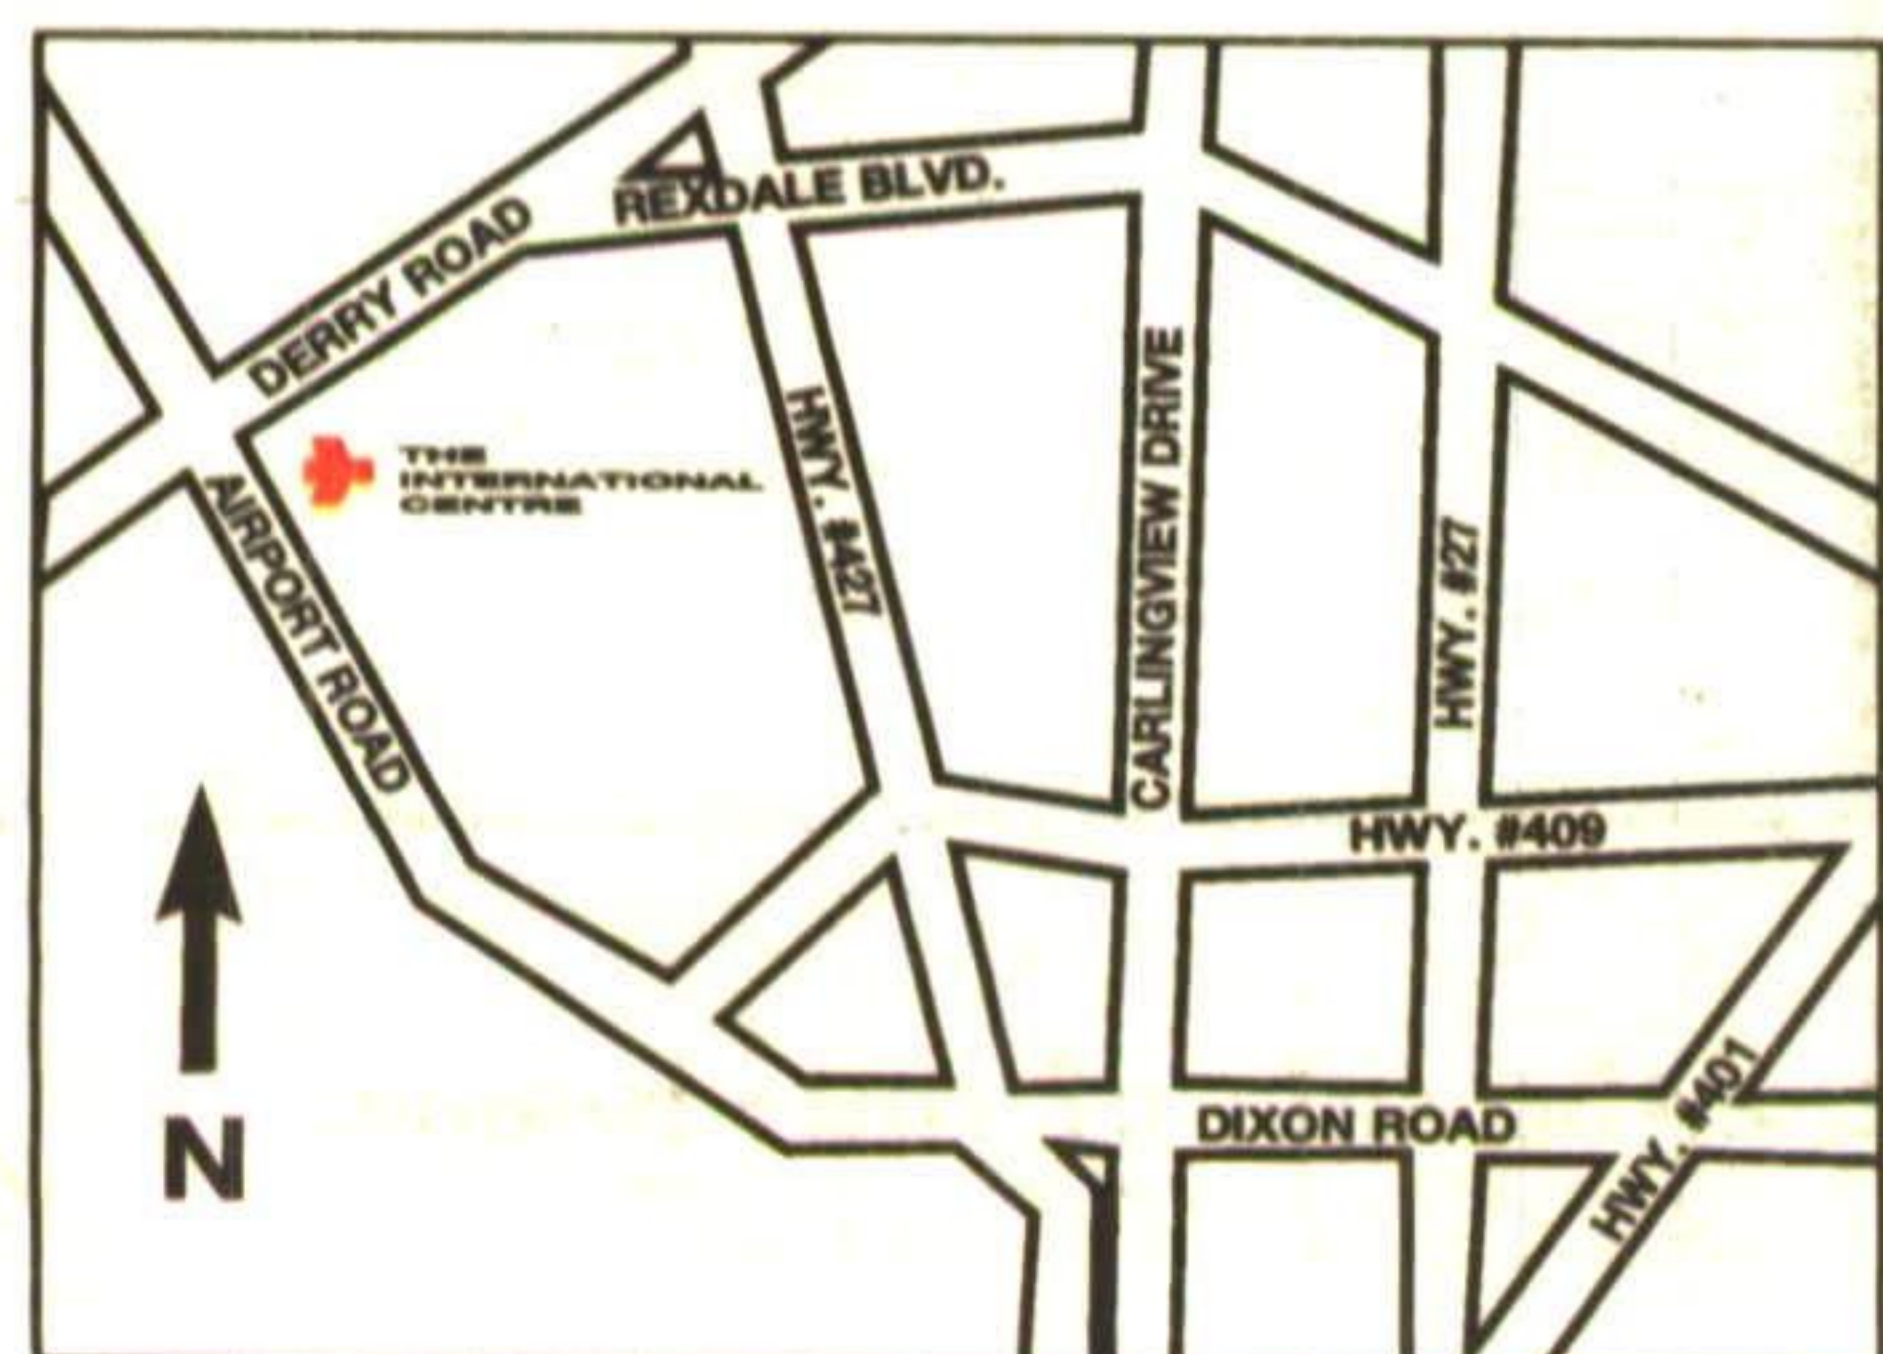 REXDALE BLVD.
DERRY ROAD
THE
INTERNATIONAL
CENTRE
HWY. #427
CARLINGVIEW DRIVE
HWY. #27
AIRPORT ROAD
HWY. #409
HWY. #401
DIXON ROAD
N